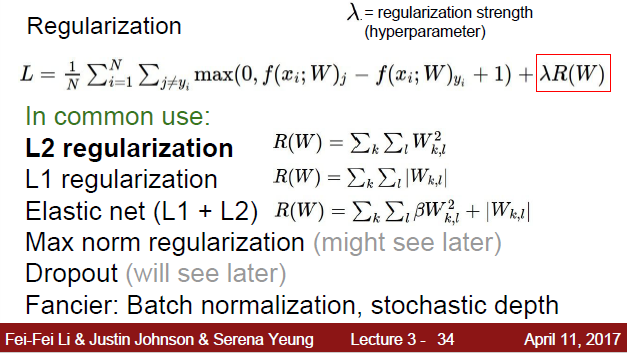 Regularization
λ. = regularization strength
(hyperparameter)
L = \frac{1}{N} \sum_{i=1}^{N} \sum_{j \neq y_i} \max(0, f(x_i; W)_j - f(x_i; W)_{y_i} + 1) + \lambda R(W)
In common use:
L2 regularization R(W) = \sum_k \sum_l W_{k,l}^2
L1 regularization R(W) = \sum_k \sum_l |W_{k,l}|
Elastic net (L1 + L2) R(W) = \sum_k \sum_l \beta W_{k,l}^2 + |W_{k,l}|
Max norm regularization (might see later)
Dropout (will see later)
Fancier: Batch normalization, stochastic depth
Fei-Fei Li & Justin Johnson & Serena Yeung Lecture 3 - 34 April 11, 2017